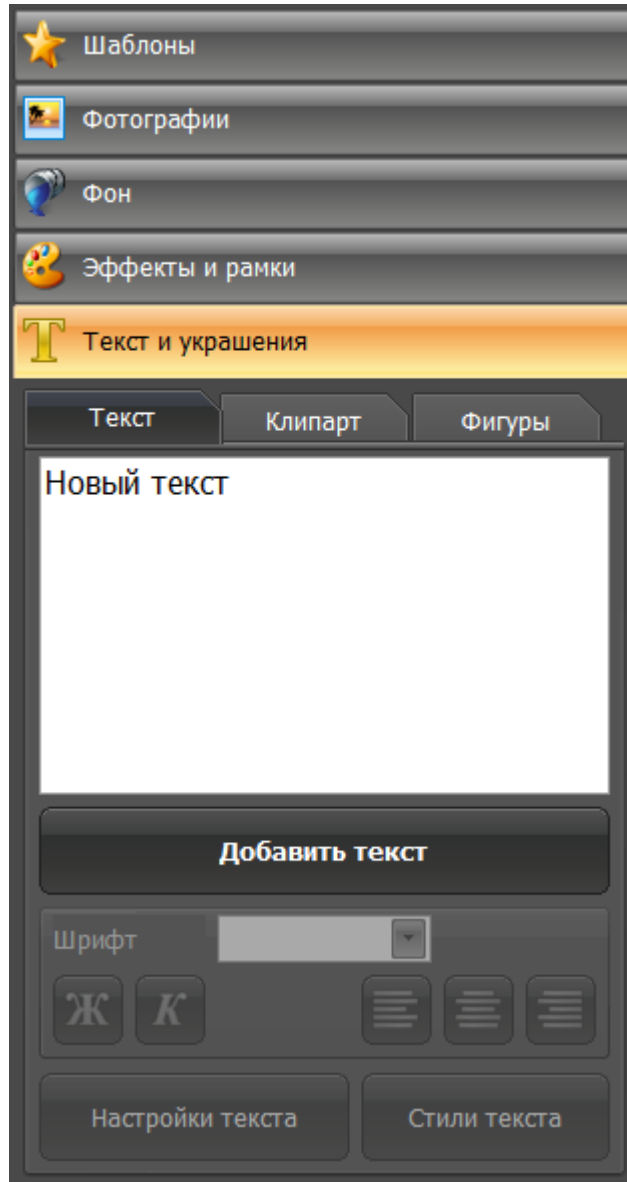 Шаблоны
Фотографии
Фон
Эффекты и рамки
Текст и украшения
Текст Клипарт Фигуры
Новый текст
Добавить текст
Шрифт
Ж К
Настройки текста Стили текста